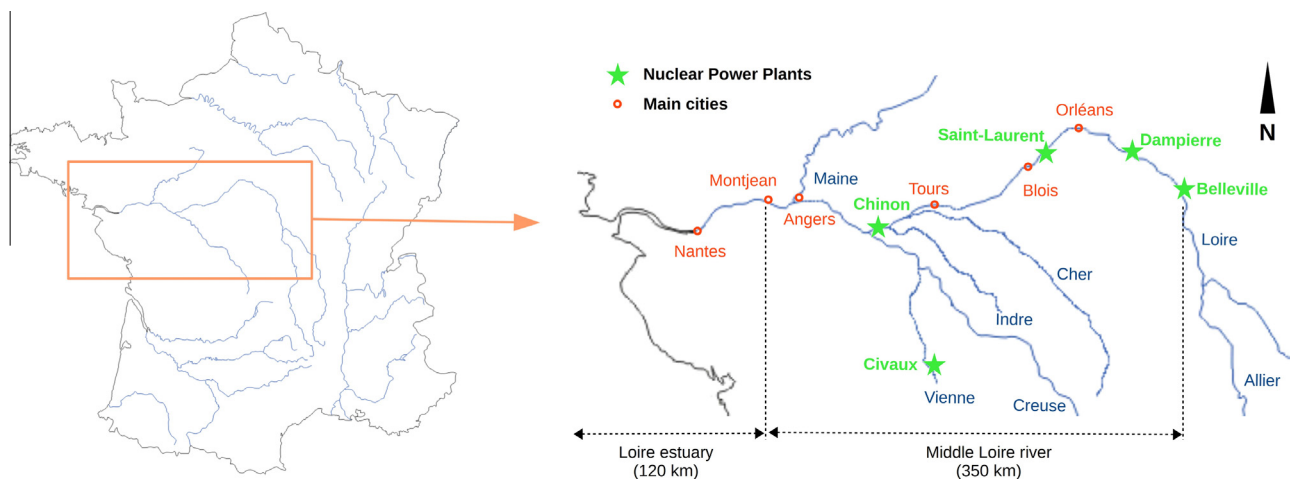 Nuclear Power Plants
Main cities
N
Orléans
Saint-Laurent
Dampierre
Montjean
Maine
Tours
Blois
Belleville
Chinon
Angers
Nantes
Loire
Cher
Indre
Civaux
Vienne
Creuse
Allier
Loire estuary
(120 km)
Middle Loire river
(350 km)